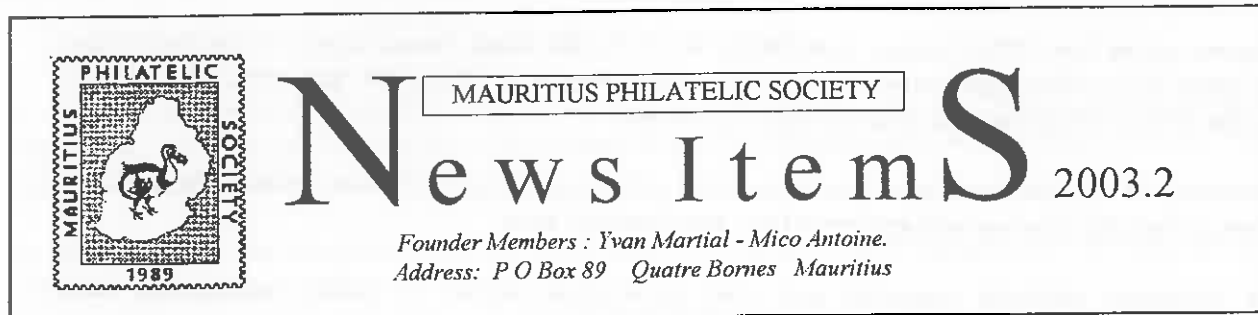 PHILATELIC
MAURITIUS
SOCIETY
1989
MAURITIUS PHILATELIC SOCIETY
News ItemS 2003.2
Founder Members : Yvan Martial - Mico Antoine.
Address: P O Box 89 Quatre Bornes Mauritius